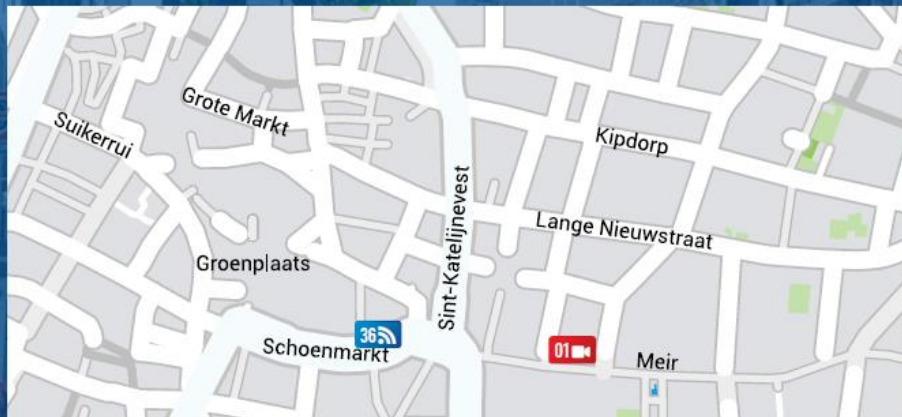 Grote Markt
Suikerrui
Kipdorp
Sint-Katelijnevest
Lange Nieuwstraat
Groenplaats
36
Schoenmarkt
01
Meir